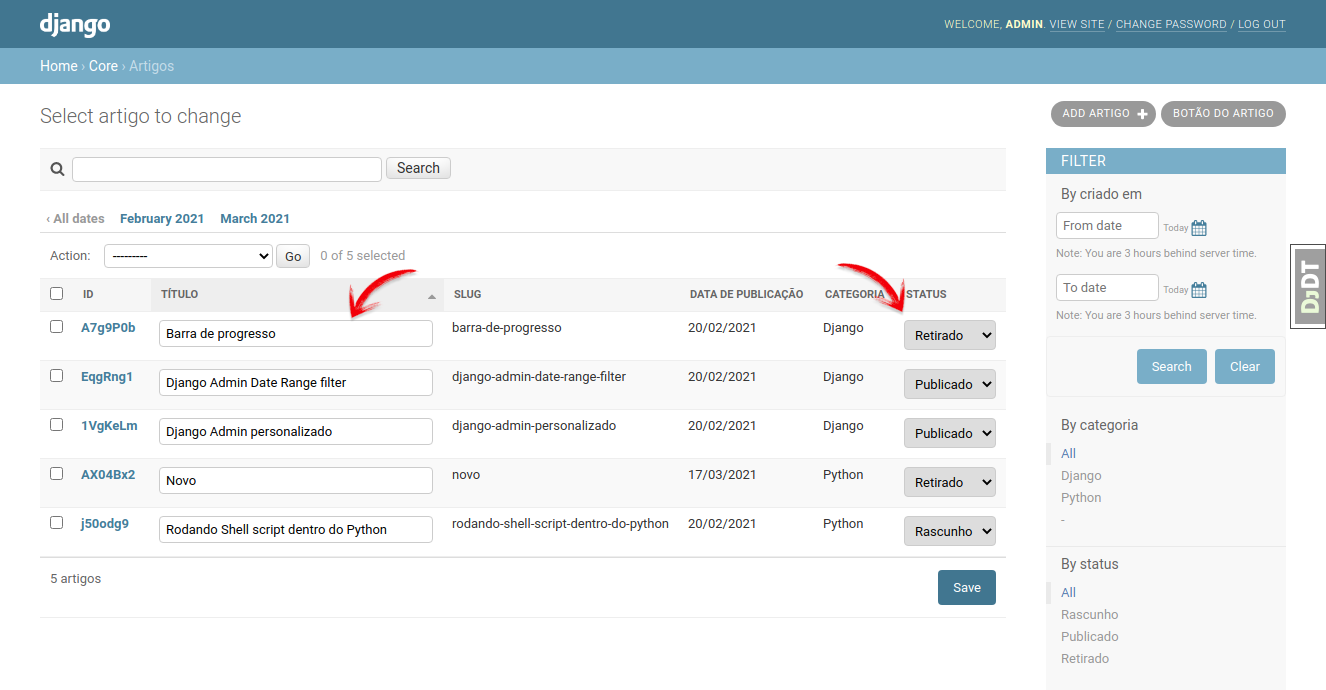 django
WELCOME, ADMIN. VIEW SITE / CHANGE PASSWORD / LOG OUT
Home › Core › Artigos
Select artigo to change
ADD ARTIGO +
BOTÃO DO ARTIGO
Search
‹ All dates February 2021 March 2021
Action: --------- Go 0 of 5 selected
ID TÍTULO SLUG DATA DE PUBLICAÇÃO CATEGORIA STATUS
A7g9P0b Barra de progresso barra-de-progresso 20/02/2021 Django Retirado
EqgRng1 Django Admin Date Range filter django-admin-date-range-filter 20/02/2021 Django Publicado
1VgKeLm Django Admin personalizado django-admin-personalizado 20/02/2021 Django Publicado
AX04Bx2 Novo novo 17/03/2021 Python Retirado
j50odg9 Rodando Shell script dentro do Python rodando-shell-script-dentro-do-python 20/02/2021 Python Rascunho
5 artigos
Save
FILTER
By criado em
From date Today
Note: You are 3 hours behind server time.
To date Today
Note: You are 3 hours behind server time.
Search Clear
By categoria
All
Django
Python
-
By status
All
Rascunho
Publicado
Retirado
DjDT